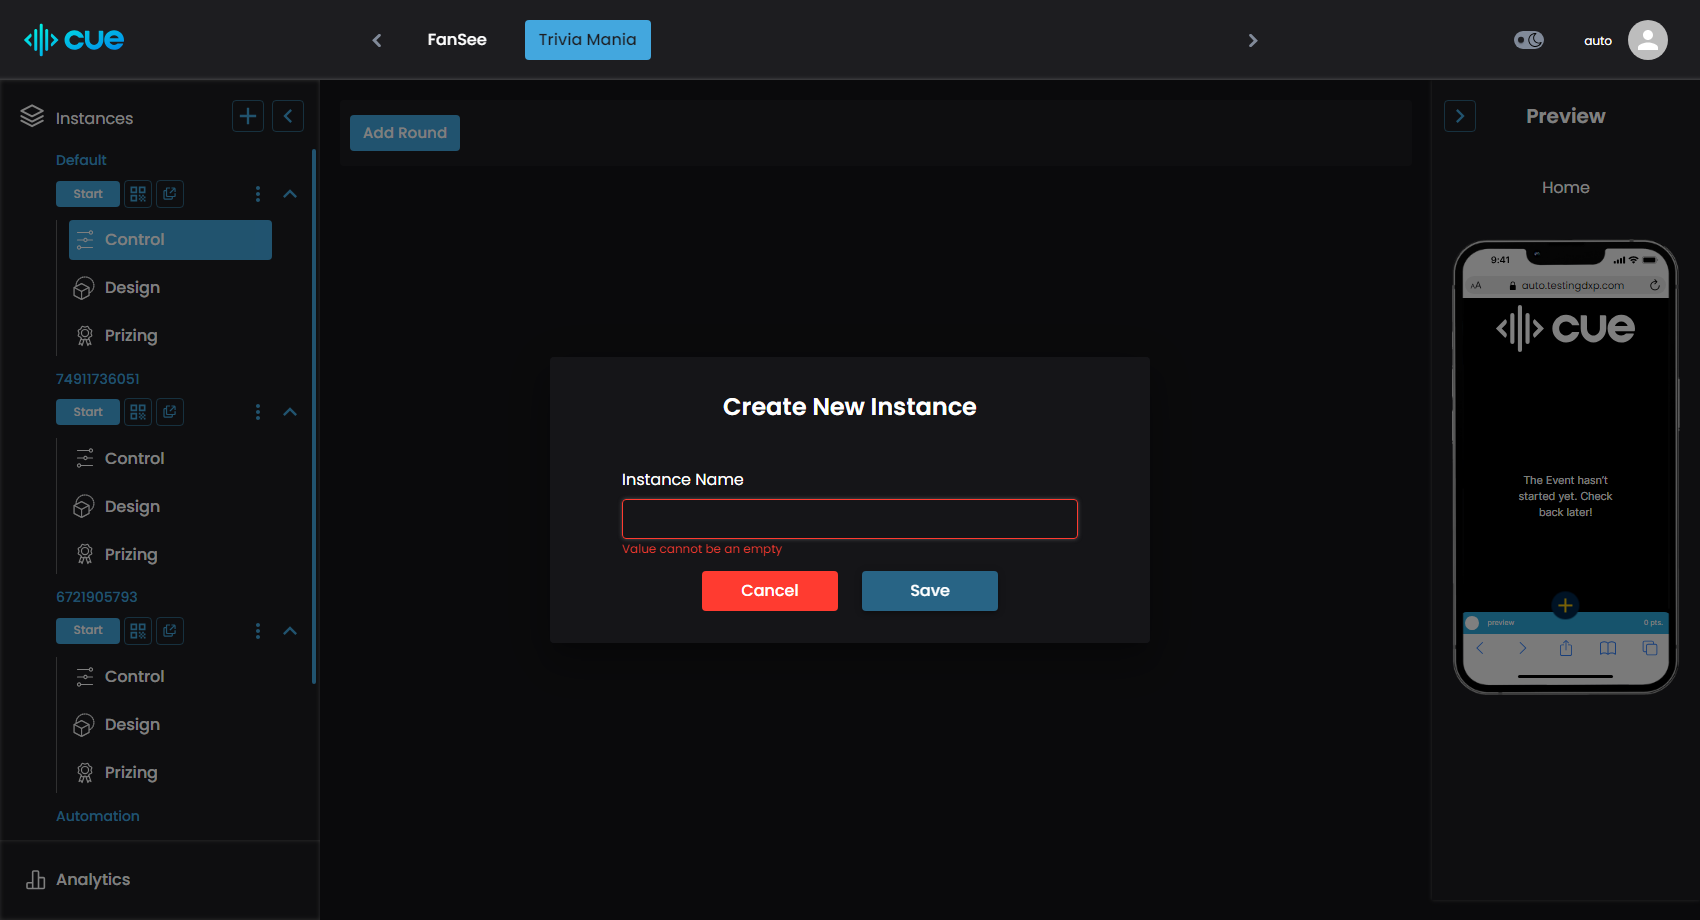 cue
FanSee
Trivia Mania
auto
Instances
Default
Start
Control
Design
Prizing
74911736051
Start
Control
Design
Prizing
6721905793
Start
Control
Design
Prizing
Automation
Analytics
Add Round
Create New Instance
Instance Name
Value cannot be an empty
Cancel
Save
Preview
Home
9:41
AA
auto.testingdxp.com
cue
The Event hasn't
started yet. Check
back later!
preview
0 pts.